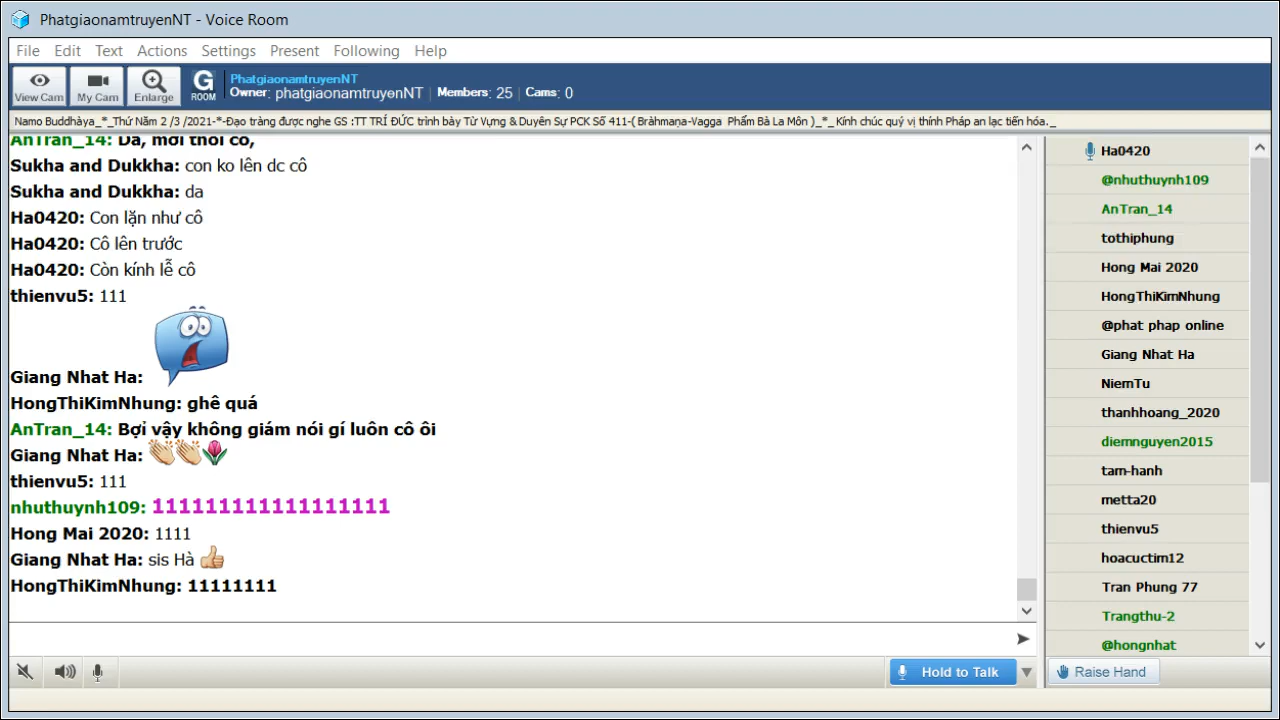 PhatgiaonamtruyenNT - Voice Room
File Edit Text Actions Settings Present Following Help
View Cam My Cam Enlarge G ROOM
PhatgiaonamtruyenNT
Owner: phatgiaonamtruyenNT Members: 25 Cams: 0
Namo Buddhàya_*_Thứ Năm 2 /3 /2021-*-Đạo tràng được nghe GS :TT TRÍ ĐỨC trình bày Từ Vựng & Duyên Sự PCK Số 411-( Bràhmaṇa-Vagga Phẩm Bà La Môn )_*_ Kính chúc quý vị thính Pháp an lạc tiến hóa._
AnTran_14: Da, mới thôi cô,
Sukha and Dukkha: con ko lên dc cô
Sukha and Dukkha: da
Ha0420: Con lặn như cô
Ha0420: Cô lên trước
Ha0420: Còn kính lễ cô
thienvu5: 111
Giang Nhat Ha:
HongThiKimNhung: ghê quá
AnTran_14: Bợỉ vậy không giám nói gí luôn cô ôi
Giang Nhat Ha:
thienvu5: 111
nhuthuynh109: 111111111111111111
Hong Mai 2020: 1111
Giang Nhat Ha: sis Hà
HongThiKimNhung: 11111111
Hold to Talk
Ha0420
@nhuthuynh109
AnTran_14
tothiphung
Hong Mai 2020
HongThiKimNhung
@phat phap online
Giang Nhat Ha
NiemTu
thanhhoang_2020
diemnguyen2015
tam-hanh
metta20
thienvu5
hoacuctim12
Tran Phung 77
Trangthu-2
@hongnhat
Raise Hand